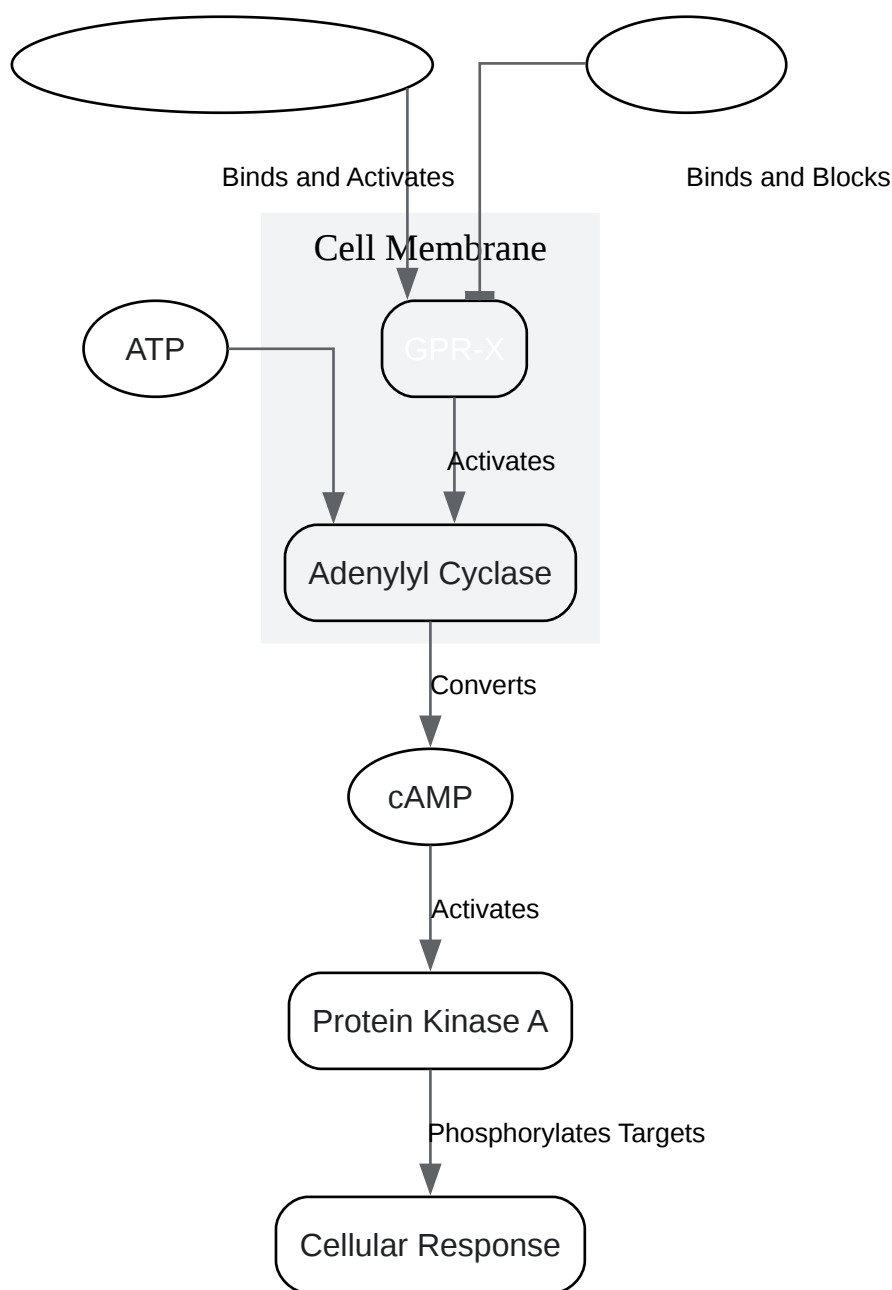 Binds and Activates
Binds and Blocks
Cell Membrane
ATP
GPR-X
Activates
Adenylyl Cyclase
Converts
cAMP
Activates
Protein Kinase A
Phosphorylates Targets
Cellular Response